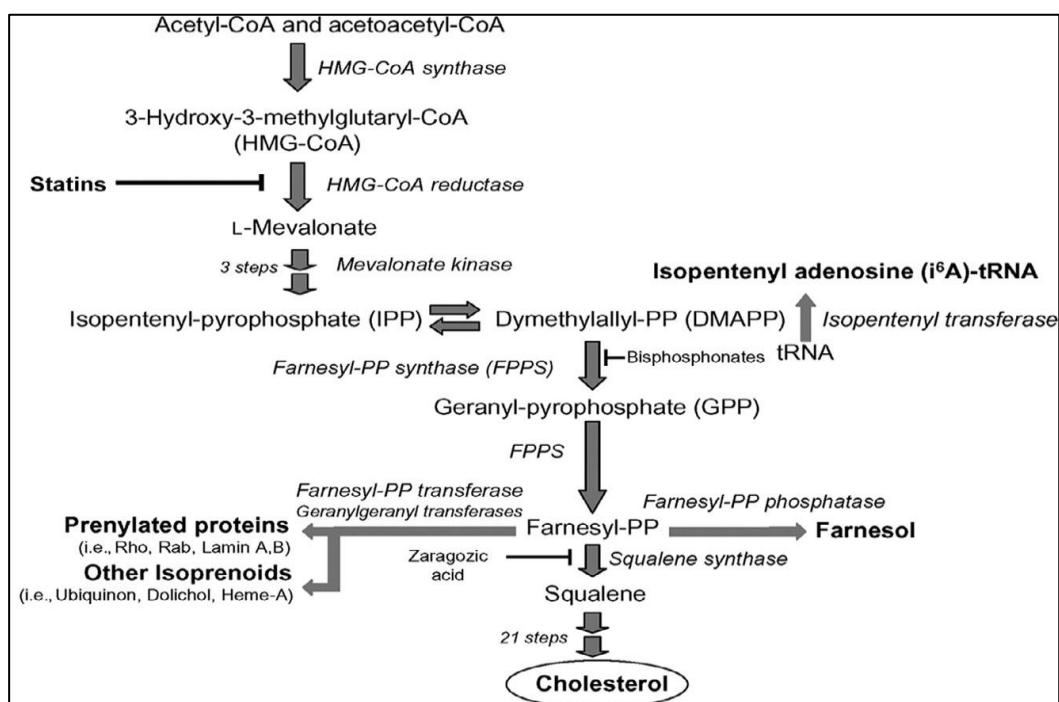 Acetyl-CoA and acetoacetyl-CoA
HMG-CoA synthase
3-Hydroxy-3-methylglutaryl-CoA
(HMG-CoA)
Statins
HMG-CoA reductase
L-Mevalonate
3 steps
Mevalonate kinase
Isopentenyl adenosine (i⁶A)-tRNA
Isopentenyl-pyrophosphate (IPP)
Dymethylallyl-PP (DMAPP)
Isopentenyl transferase
Farnesyl-PP synthase (FPPS)
Bisphosphonates
tRNA
Geranyl-pyrophosphate (GPP)
FPPS
Farnesyl-PP transferase
Geranylgeranyl transferases
Farnesyl-PP phosphatase
Prenylated proteins
(i.e., Rho, Rab, Lamin A,B)
Farnesyl-PP
Farnesol
Other Isoprenoids
(i.e., Ubiquinon, Dolichol, Heme-A)
Zaragozic
acid
Squalene synthase
Squalene
21 steps
Cholesterol